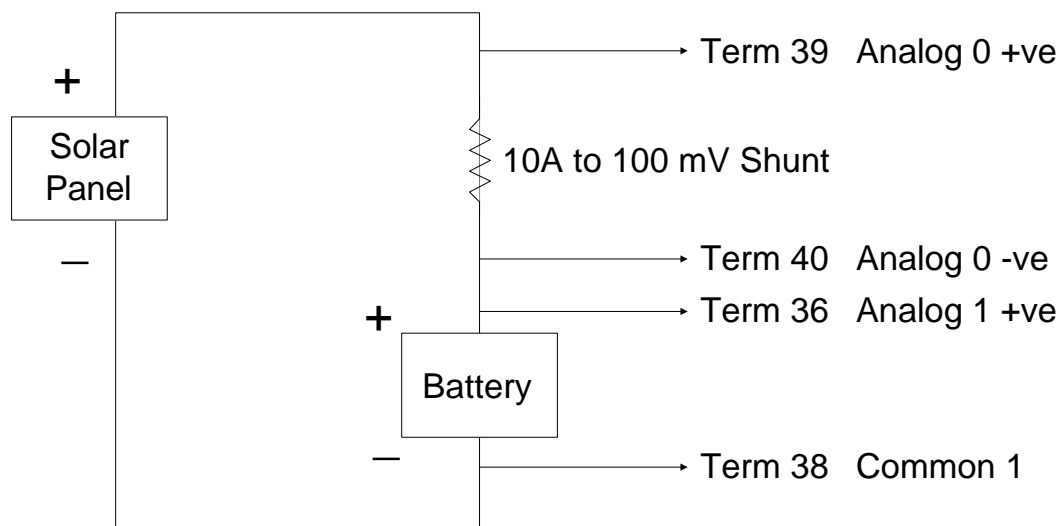 Term 39 Analog 0 +ve
+
Solar
Panel
–
10A to 100 mV Shunt
Term 40 Analog 0 -ve
Term 36 Analog 1 +ve
+
Battery
–
Term 38 Common 1